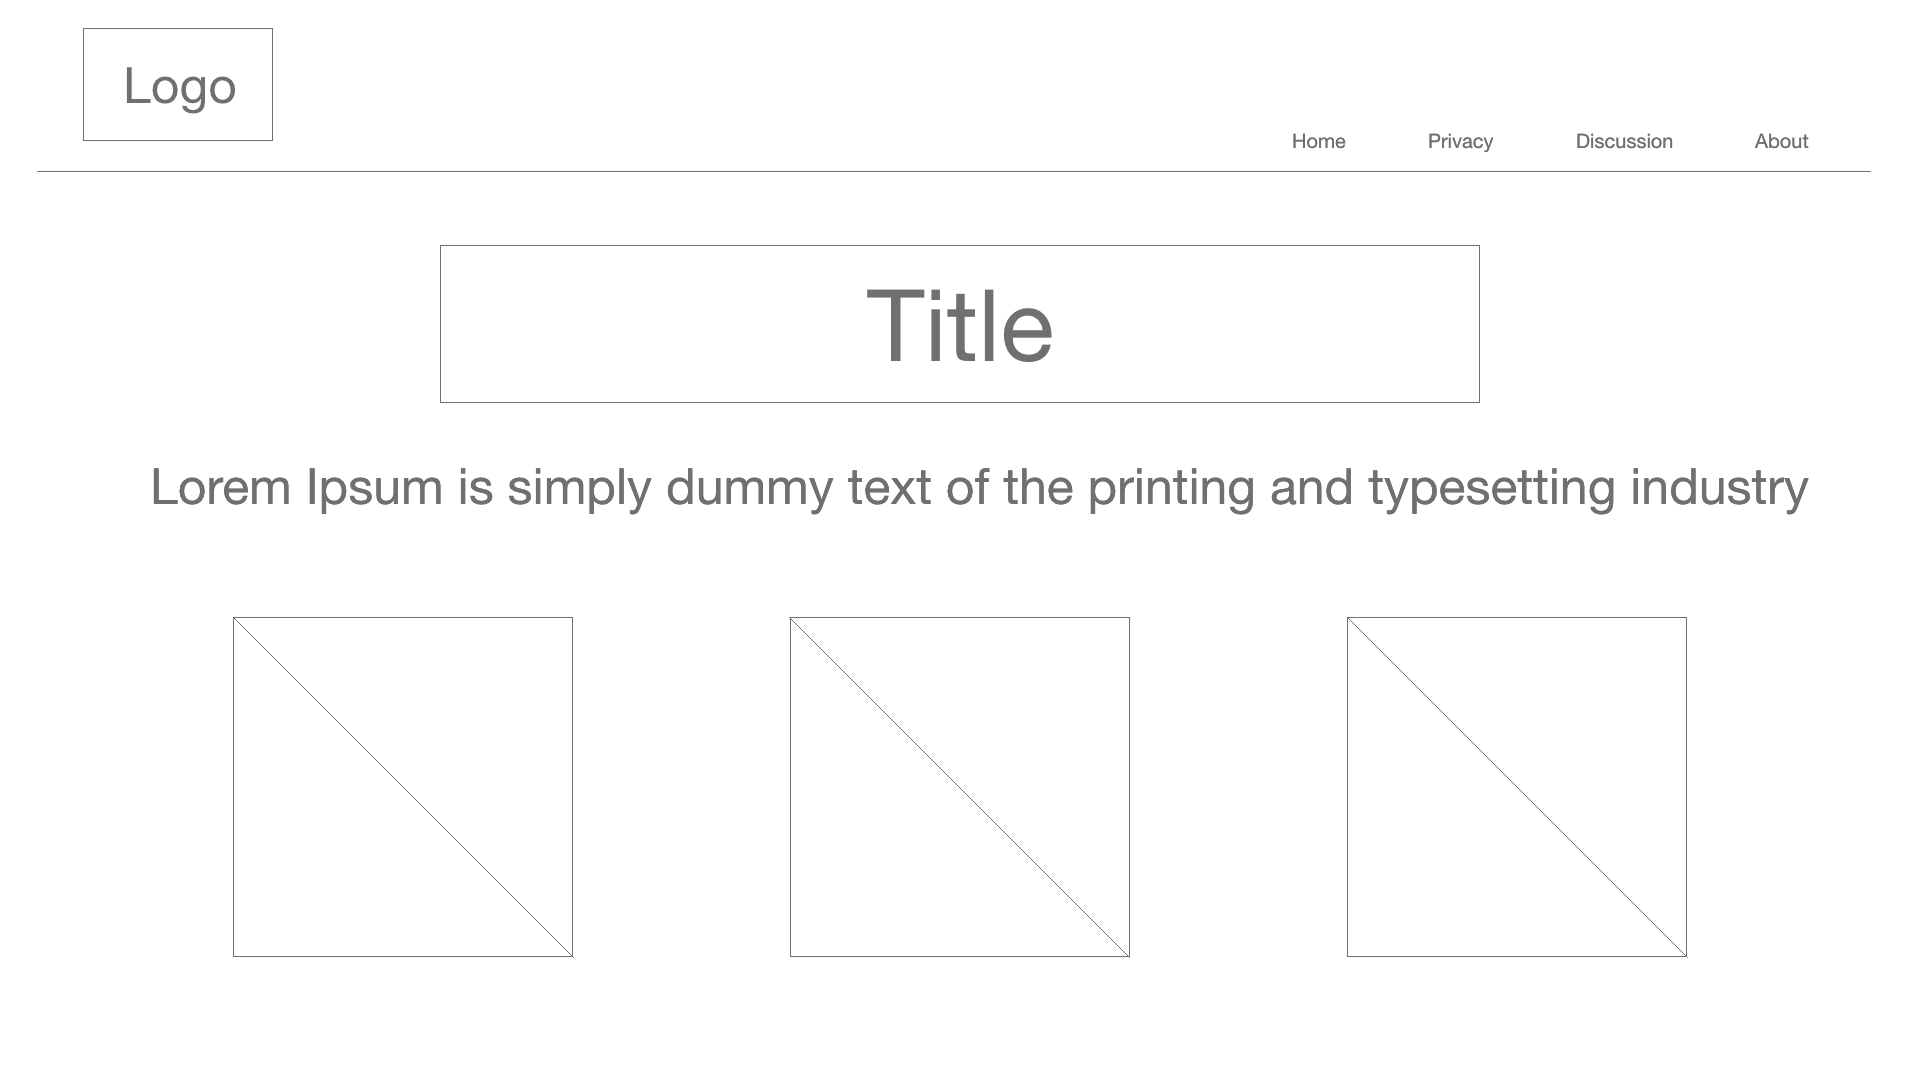 Logo
Home Privacy Discussion About
Title
Lorem Ipsum is simply dummy text of the printing and typesetting industry